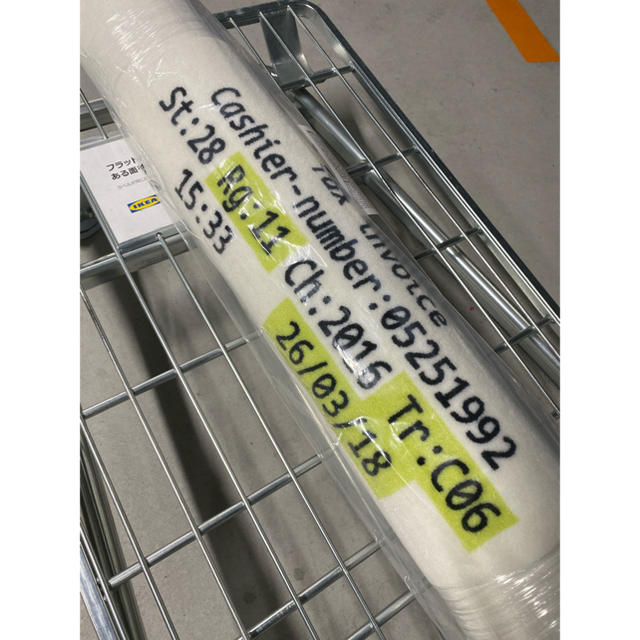 Tax invoice
Cashier-number:05251992
St:28 Rg:11 Ch:2016 Tr:C06
15:33 26/03/18
フラット
ある面
IKEA